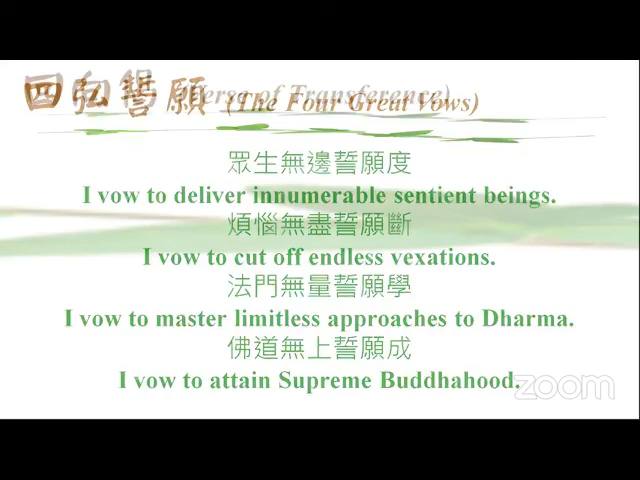 四弘誓願 (The Four Great Vows)
(Verse of Transference)
眾生無邊誓願度
I vow to deliver innumerable sentient beings.
煩惱無盡誓願斷
I vow to cut off endless vexations.
法門無量誓願學
I vow to master limitless approaches to Dharma.
佛道無上誓願成
I vow to attain Supreme Buddhahood.
zoom